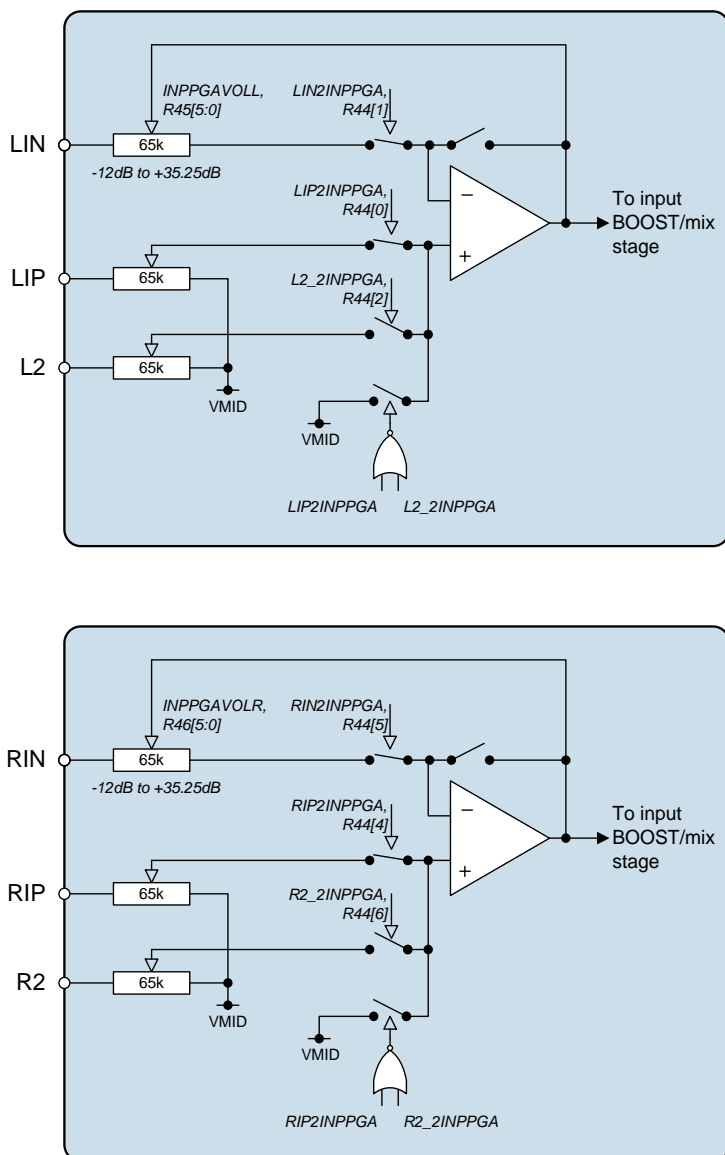 INPPGAVOLL,
R45[5:0]
LIN2INPPGA,
R44[1]
LIN
65k
-12dB to +35.25dB
LIP2INPPGA,
R44[0]
To input
BOOST/mix
stage
LIP
65k
L2_2INPPGA,
R44[2]
L2
65k
VMID
VMID
LIP2INPPGA
L2_2INPPGA
INPPGAVOLR,
R46[5:0]
RIN2INPPGA,
R44[5]
RIN
65k
-12dB to +35.25dB
RIP2INPPGA,
R44[4]
To input
BOOST/mix
stage
RIP
65k
R2_2INPPGA,
R44[6]
R2
65k
VMID
VMID
RIP2INPPGA
R2_2INPPGA